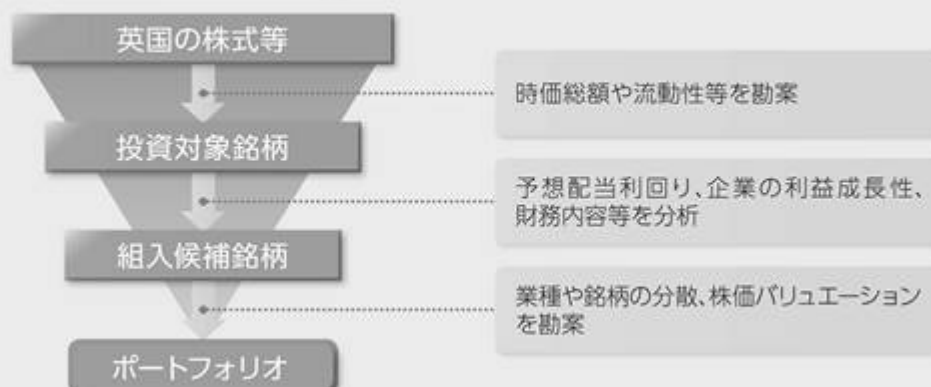 英国の株式等
時価総額や流動性等を勘案
投資対象銘柄
予想配当利回り、企業の利益成長性、
財務内容等を分析
組入候補銘柄
業種や銘柄の分散、株価バリュエーション
を勘案
ポートフォリオ